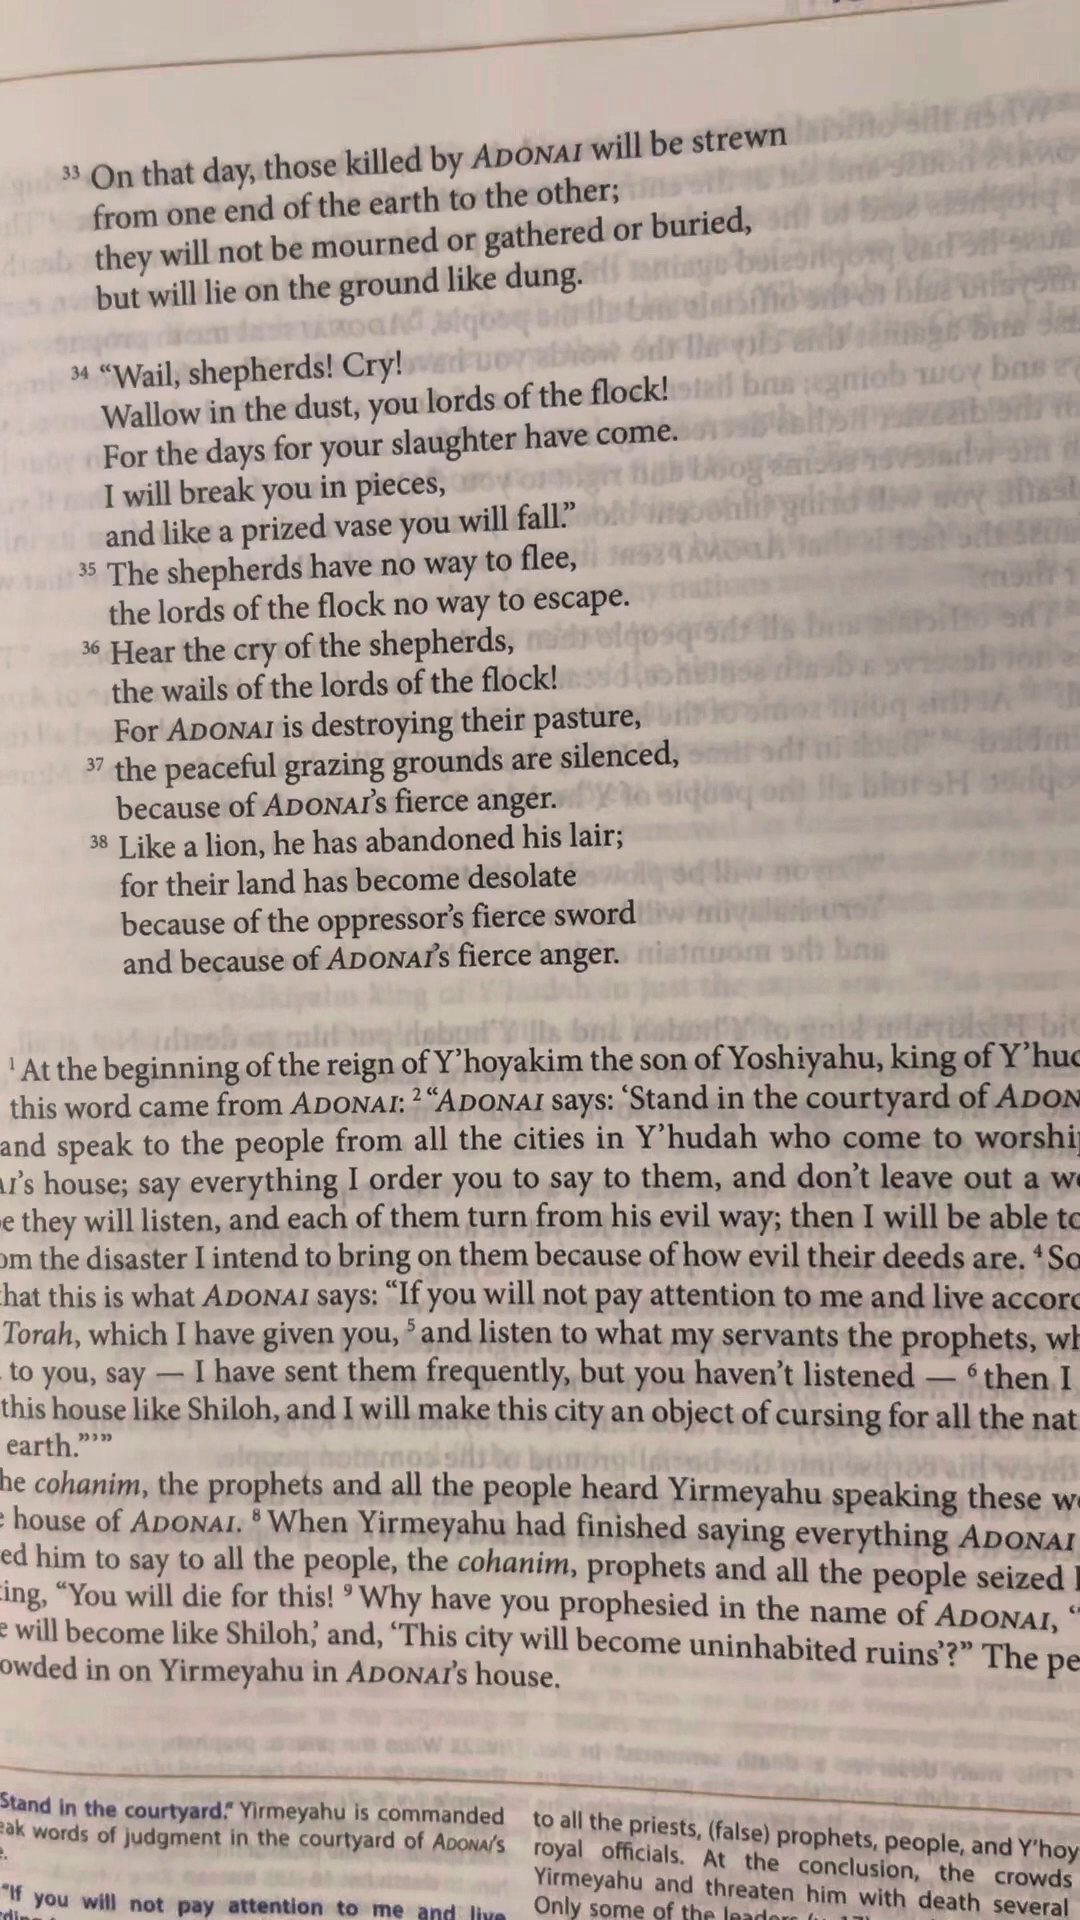 33 On that day, those killed by ADONAI will be strewn
from one end of the earth to the other;
they will not be mourned or gathered or buried,
but will lie on the ground like dung.
34 “Wail, shepherds! Cry!
Wallow in the dust, you lords of the flock!
For the days for your slaughter have come.
I will break you in pieces,
and like a prized vase you will fall.”
35 The shepherds have no way to flee,
the lords of the flock no way to escape.
36 Hear the cry of the shepherds,
the wails of the lords of the flock!
For ADONAI is destroying their pasture,
37 the peaceful grazing grounds are silenced,
because of ADONAI’s fierce anger.
38 Like a lion, he has abandoned his lair;
for their land has become desolate
because of the oppressor’s fierce sword
and because of ADONAI’s fierce anger.
1 At the beginning of the reign of Y’hoyakim the son of Yoshiyahu, king of Y’hud
this word came from ADONAI: 2 “ADONAI says: ‘Stand in the courtyard of ADON
and speak to the people from all the cities in Y’hudah who come to worship
AI’s house; say everything I order you to say to them, and don’t leave out a
e they will listen, and each of them turn from his evil way; then I will be able to
om the disaster I intend to bring on them because of how evil their deeds are. 4 So
that this is what ADONAI says: “If you will not pay attention to me and live accord
Torah, which I have given you, 5 and listen to what my servants the prophets, wh
to you, say — I have sent them frequently, but you haven’t listened — 6 then I
this house like Shiloh, and I will make this city an object of cursing for all the nat
earth.”’”
he cohanim, the prophets and all the people heard Yirmeyahu speaking these w
e house of ADONAI. 8 When Yirmeyahu had finished saying everything ADONAI
ed him to say to all the people, the cohanim, prophets and all the people seized
ing, “You will die for this! 9 Why have you prophesied in the name of ADONAI, “
e will become like Shiloh,’ and, ‘This city will become uninhabited ruins’?” The pe
owded in on Yirmeyahu in ADONAI’s house.
Stand in the courtyard.” Yirmeyahu is commanded
eak words of judgment in the courtyard of ADONAI’s
e.
“If you will not pay attention to me and live
to all the priests, (false) prophets, people, and Y’hoy
royal officials. At the conclusion, the crowds
Yirmeyahu and threaten him with death several
Only some of the